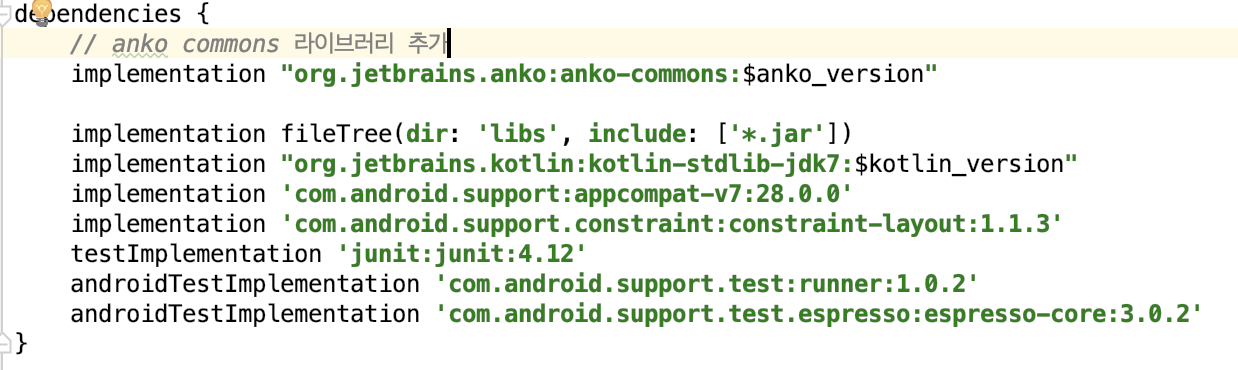 dependencies {
// anko commons 라이브러리 추가
implementation "org.jetbrains.anko:anko-commons:$anko_version"
implementation fileTree(dir: 'libs', include: ['*.jar'])
implementation "org.jetbrains.kotlin:kotlin-stdlib-jdk7:$kotlin_version"
implementation 'com.android.support:appcompat-v7:28.0.0'
implementation 'com.android.support.constraint:constraint-layout:1.1.3'
testImplementation 'junit:junit:4.12'
androidTestImplementation 'com.android.support.test:runner:1.0.2'
androidTestImplementation 'com.android.support.test.espresso:espresso-core:3.0.2'
}